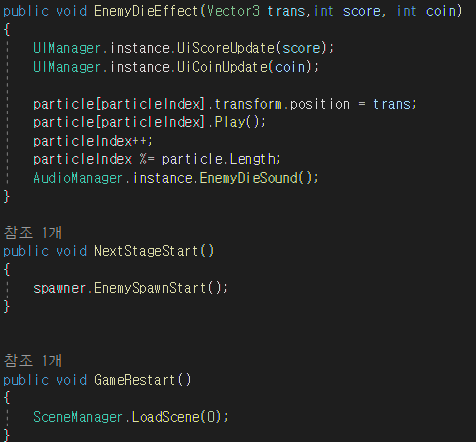 public void EnemyDieEffect(Vector3 trans,int score, int coin)
{
UIManager.instance.UiScoreUpdate(score);
UIManager.instance.UiCoinUpdate(coin);
particle[particleIndex].transform.position = trans;
particle[particleIndex].Play();
particleIndex++;
particleIndex %= particle.Length;
AudioManager.instance.EnemyDieSound();
}
참조 1개
public void NextStageStart()
{
spawner.EnemySpawnStart();
}
참조 1개
public void GameRestart()
{
SceneManager.LoadScene(0);
}